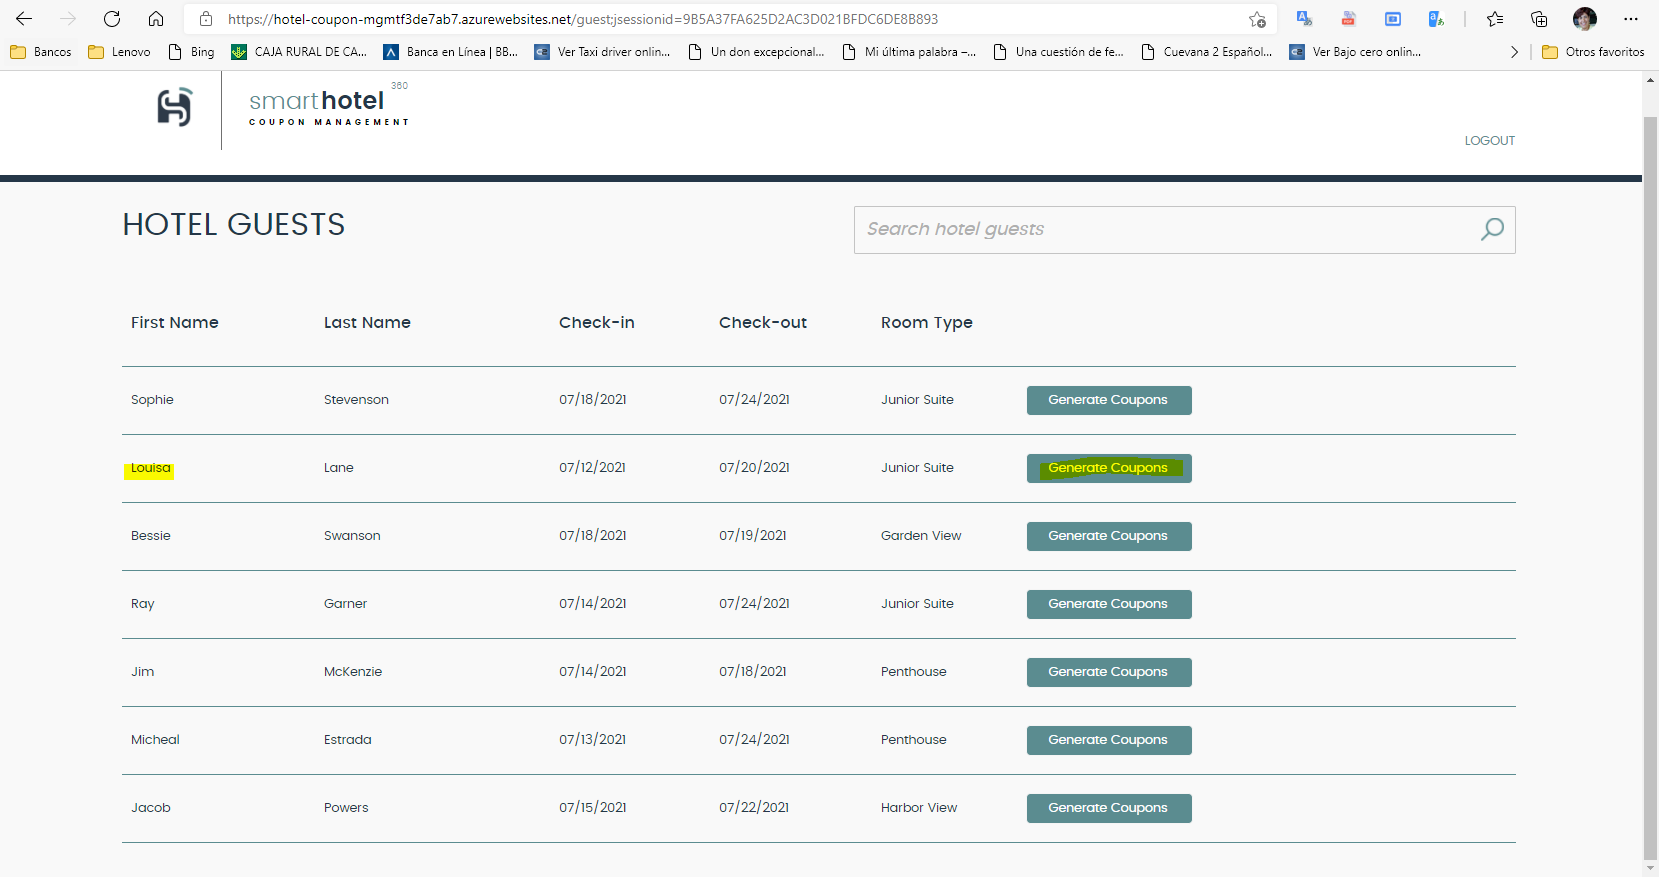 https://hotel-coupon-mgmtf3de7ab7.azurewebsites.net/guest;jsessionid=9B5A37FA625D2AC3D021BFDC6DE8B893
Bancos Lenovo Bing CAJA RURAL DE CA... Banca en Línea | BB... Ver Taxi driver onlin... Un don excepcional... Mi última palabra –... Una cuestión de fe... Cuevana 2 Español... Ver Bajo cero onlin... Otros favoritos
360
smarthotel
COUPON MANAGEMENT
LOGOUT
HOTEL GUESTS
Search hotel guests
First Name Last Name Check-in Check-out Room Type
Sophie Stevenson 07/18/2021 07/24/2021 Junior Suite Generate Coupons
Louisa Lane 07/12/2021 07/20/2021 Junior Suite Generate Coupons
Bessie Swanson 07/18/2021 07/19/2021 Garden View Generate Coupons
Ray Garner 07/14/2021 07/24/2021 Junior Suite Generate Coupons
Jim McKenzie 07/14/2021 07/18/2021 Penthouse Generate Coupons
Micheal Estrada 07/13/2021 07/24/2021 Penthouse Generate Coupons
Jacob Powers 07/15/2021 07/22/2021 Harbor View Generate Coupons